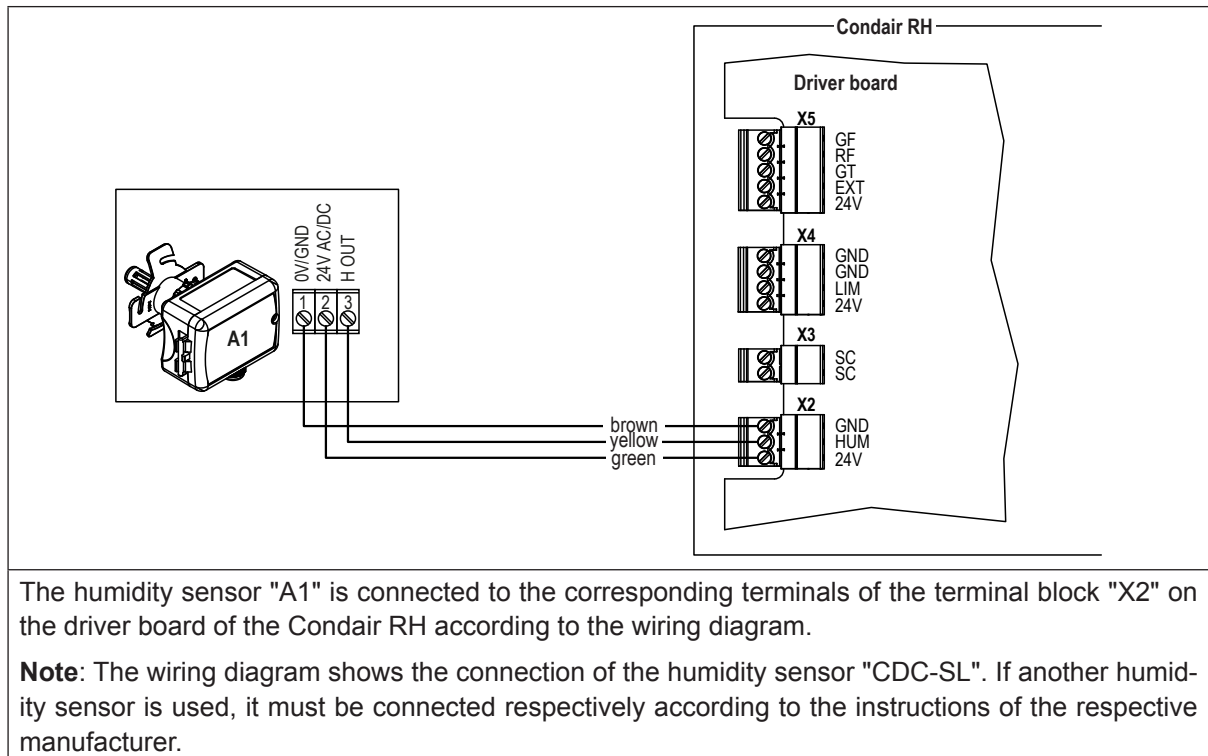 Condair RH
Driver board
X5
GF
RF
GT
EXT
24V
X4
GND
GND
LIM
24V
X3
SC
SC
X2
GND
HUM
24V
0V/GND
24V AC/DC
H OUT
1 2 3
A1
brown
yellow
green
The humidity sensor "A1" is connected to the corresponding terminals of the terminal block "X2" on
the driver board of the Condair RH according to the wiring diagram.
Note: The wiring diagram shows the connection of the humidity sensor "CDC-SL". If another humid-
ity sensor is used, it must be connected respectively according to the instructions of the respective
manufacturer.